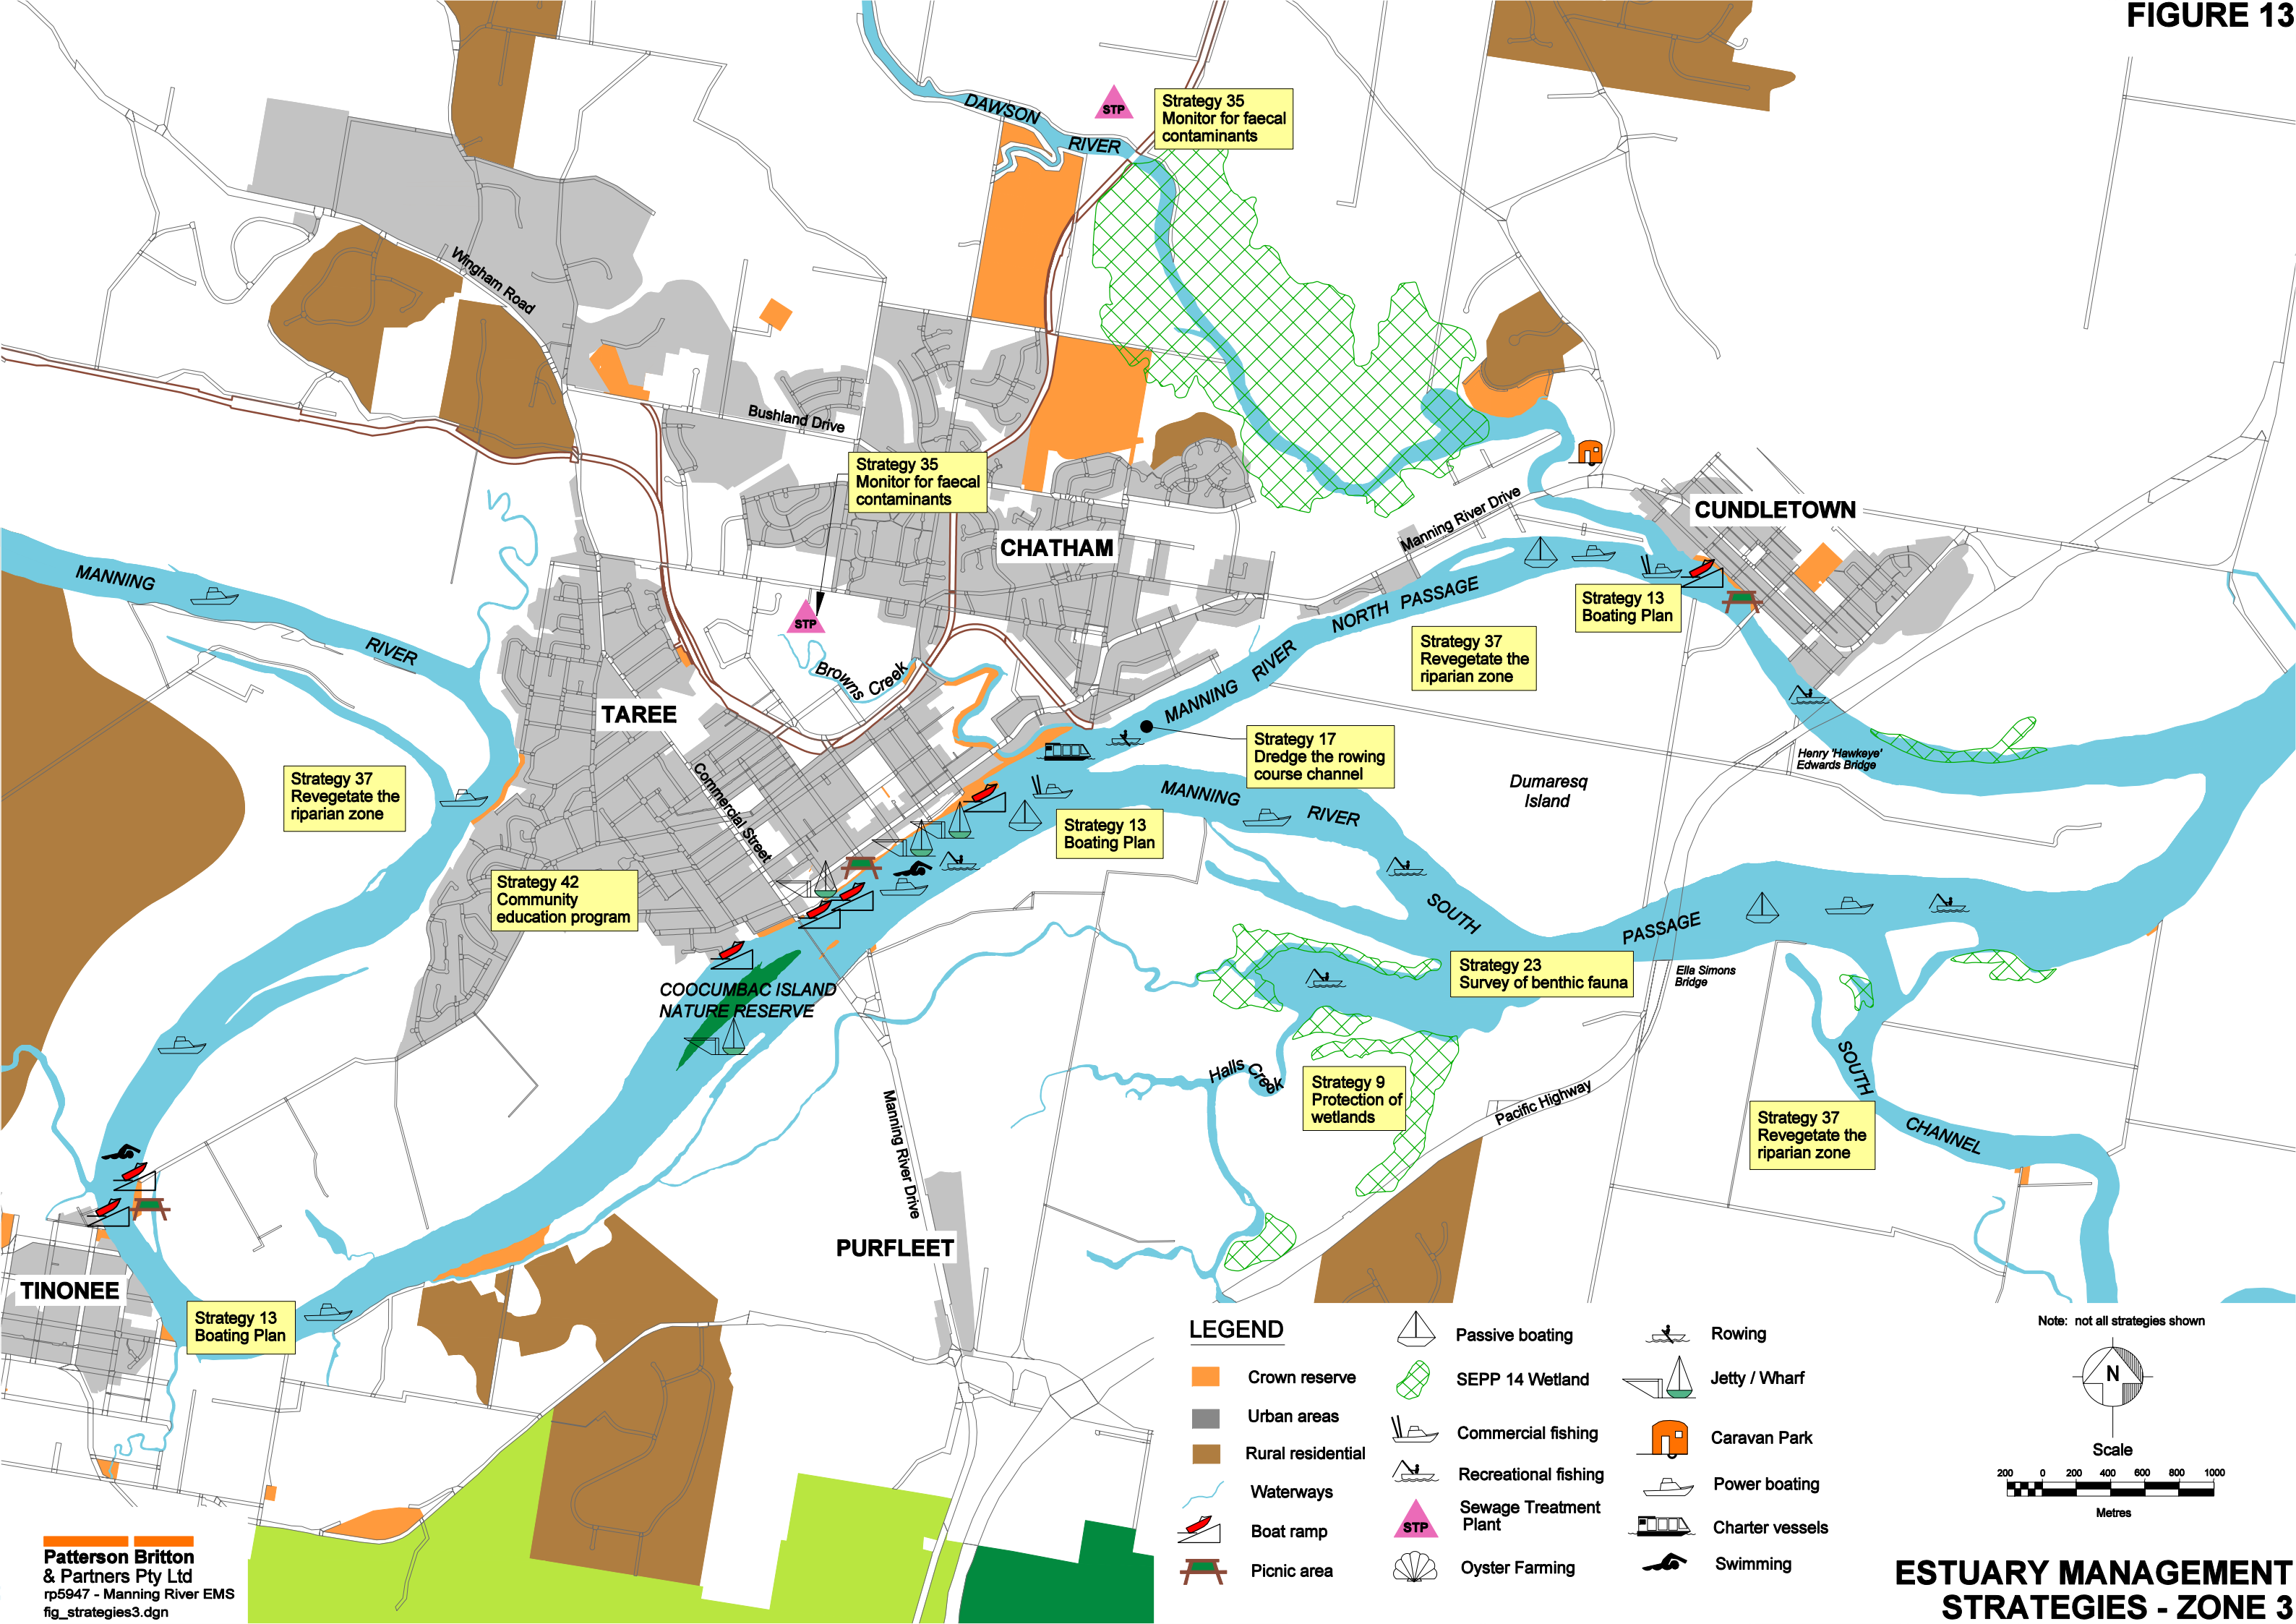 FIGURE 13
DAWSON
RIVER
STP
Strategy 35
Monitor for faecal
contaminants
Wingham Road
Bushland Drive
Strategy 35
Monitor for faecal
contaminants
CHATHAM
Manning River Drive
CUNDLETOWN
MANNING
RIVER
STP
Browns Creek
TAREE
MANNING RIVER NORTH PASSAGE
Strategy 13
Boating Plan
Strategy 37
Revegetate the
riparian zone
Strategy 17
Dredge the rowing
course channel
Henry 'Hawkeye'
Edwards Bridge
Dumaresq
Island
Strategy 37
Revegetate the
riparian zone
Commercial Street
MANNING
RIVER
SOUTH
PASSAGE
Strategy 13
Boating Plan
Strategy 42
Community
education program
Strategy 23
Survey of benthic fauna
Ella Simons
Bridge
COOCUMBAC ISLAND
NATURE RESERVE
Halls Creek
Strategy 9
Protection of
wetlands
Pacific Highway
SOUTH
CHANNEL
Strategy 37
Revegetate the
riparian zone
Manning River Drive
PURFLEET
TINONEE
Strategy 13
Boating Plan
LEGEND
Crown reserve
Urban areas
Rural residential
Waterways
Boat ramp
Picnic area
Passive boating
SEPP 14 Wetland
Commercial fishing
Recreational fishing
STP
Sewage Treatment
Plant
Oyster Farming
Rowing
Jetty / Wharf
Caravan Park
Power boating
Charter vessels
Swimming
Note: not all strategies shown
N
Scale
200 0 200 400 600 800 1000
Metres
Patterson Britton
& Partners Pty Ltd
rp5947 - Manning River EMS
fig_strategies3.dgn
ESTUARY MANAGEMENT
STRATEGIES - ZONE 3